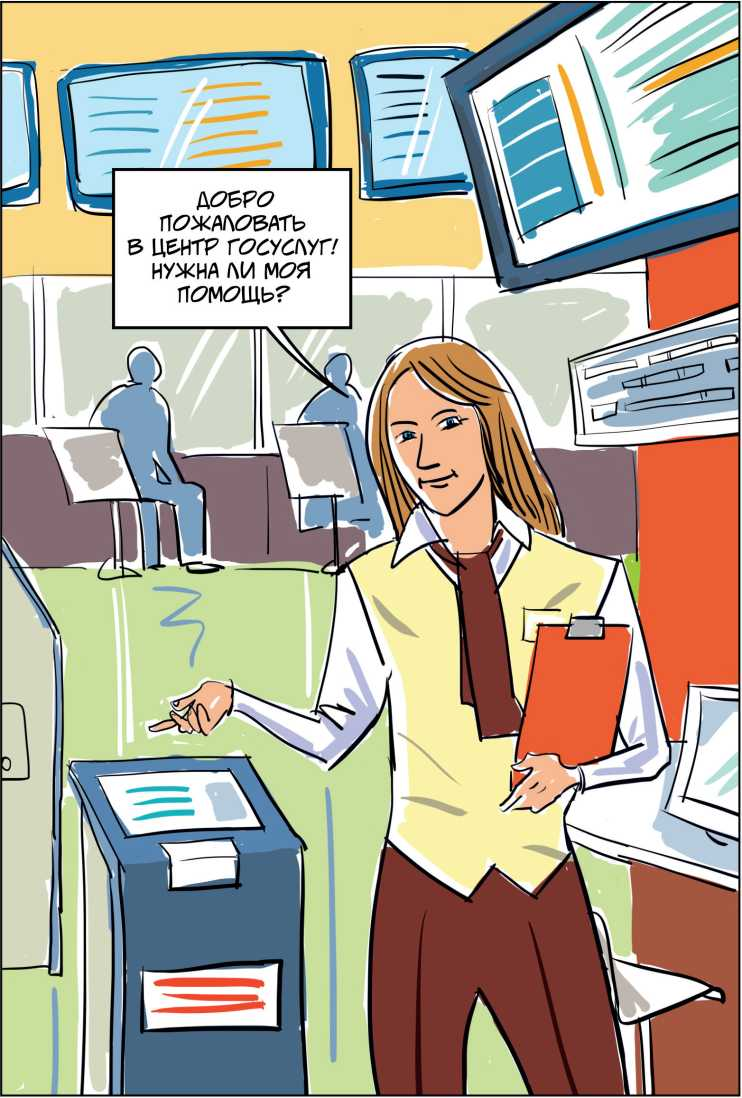 ДОБРО
ПОЖАЛОВАТЬ
В ЦЕНТР ГОСУСЛУГ!
НУЖНА ЛИ МОЯ
ПОМОЩЬ?